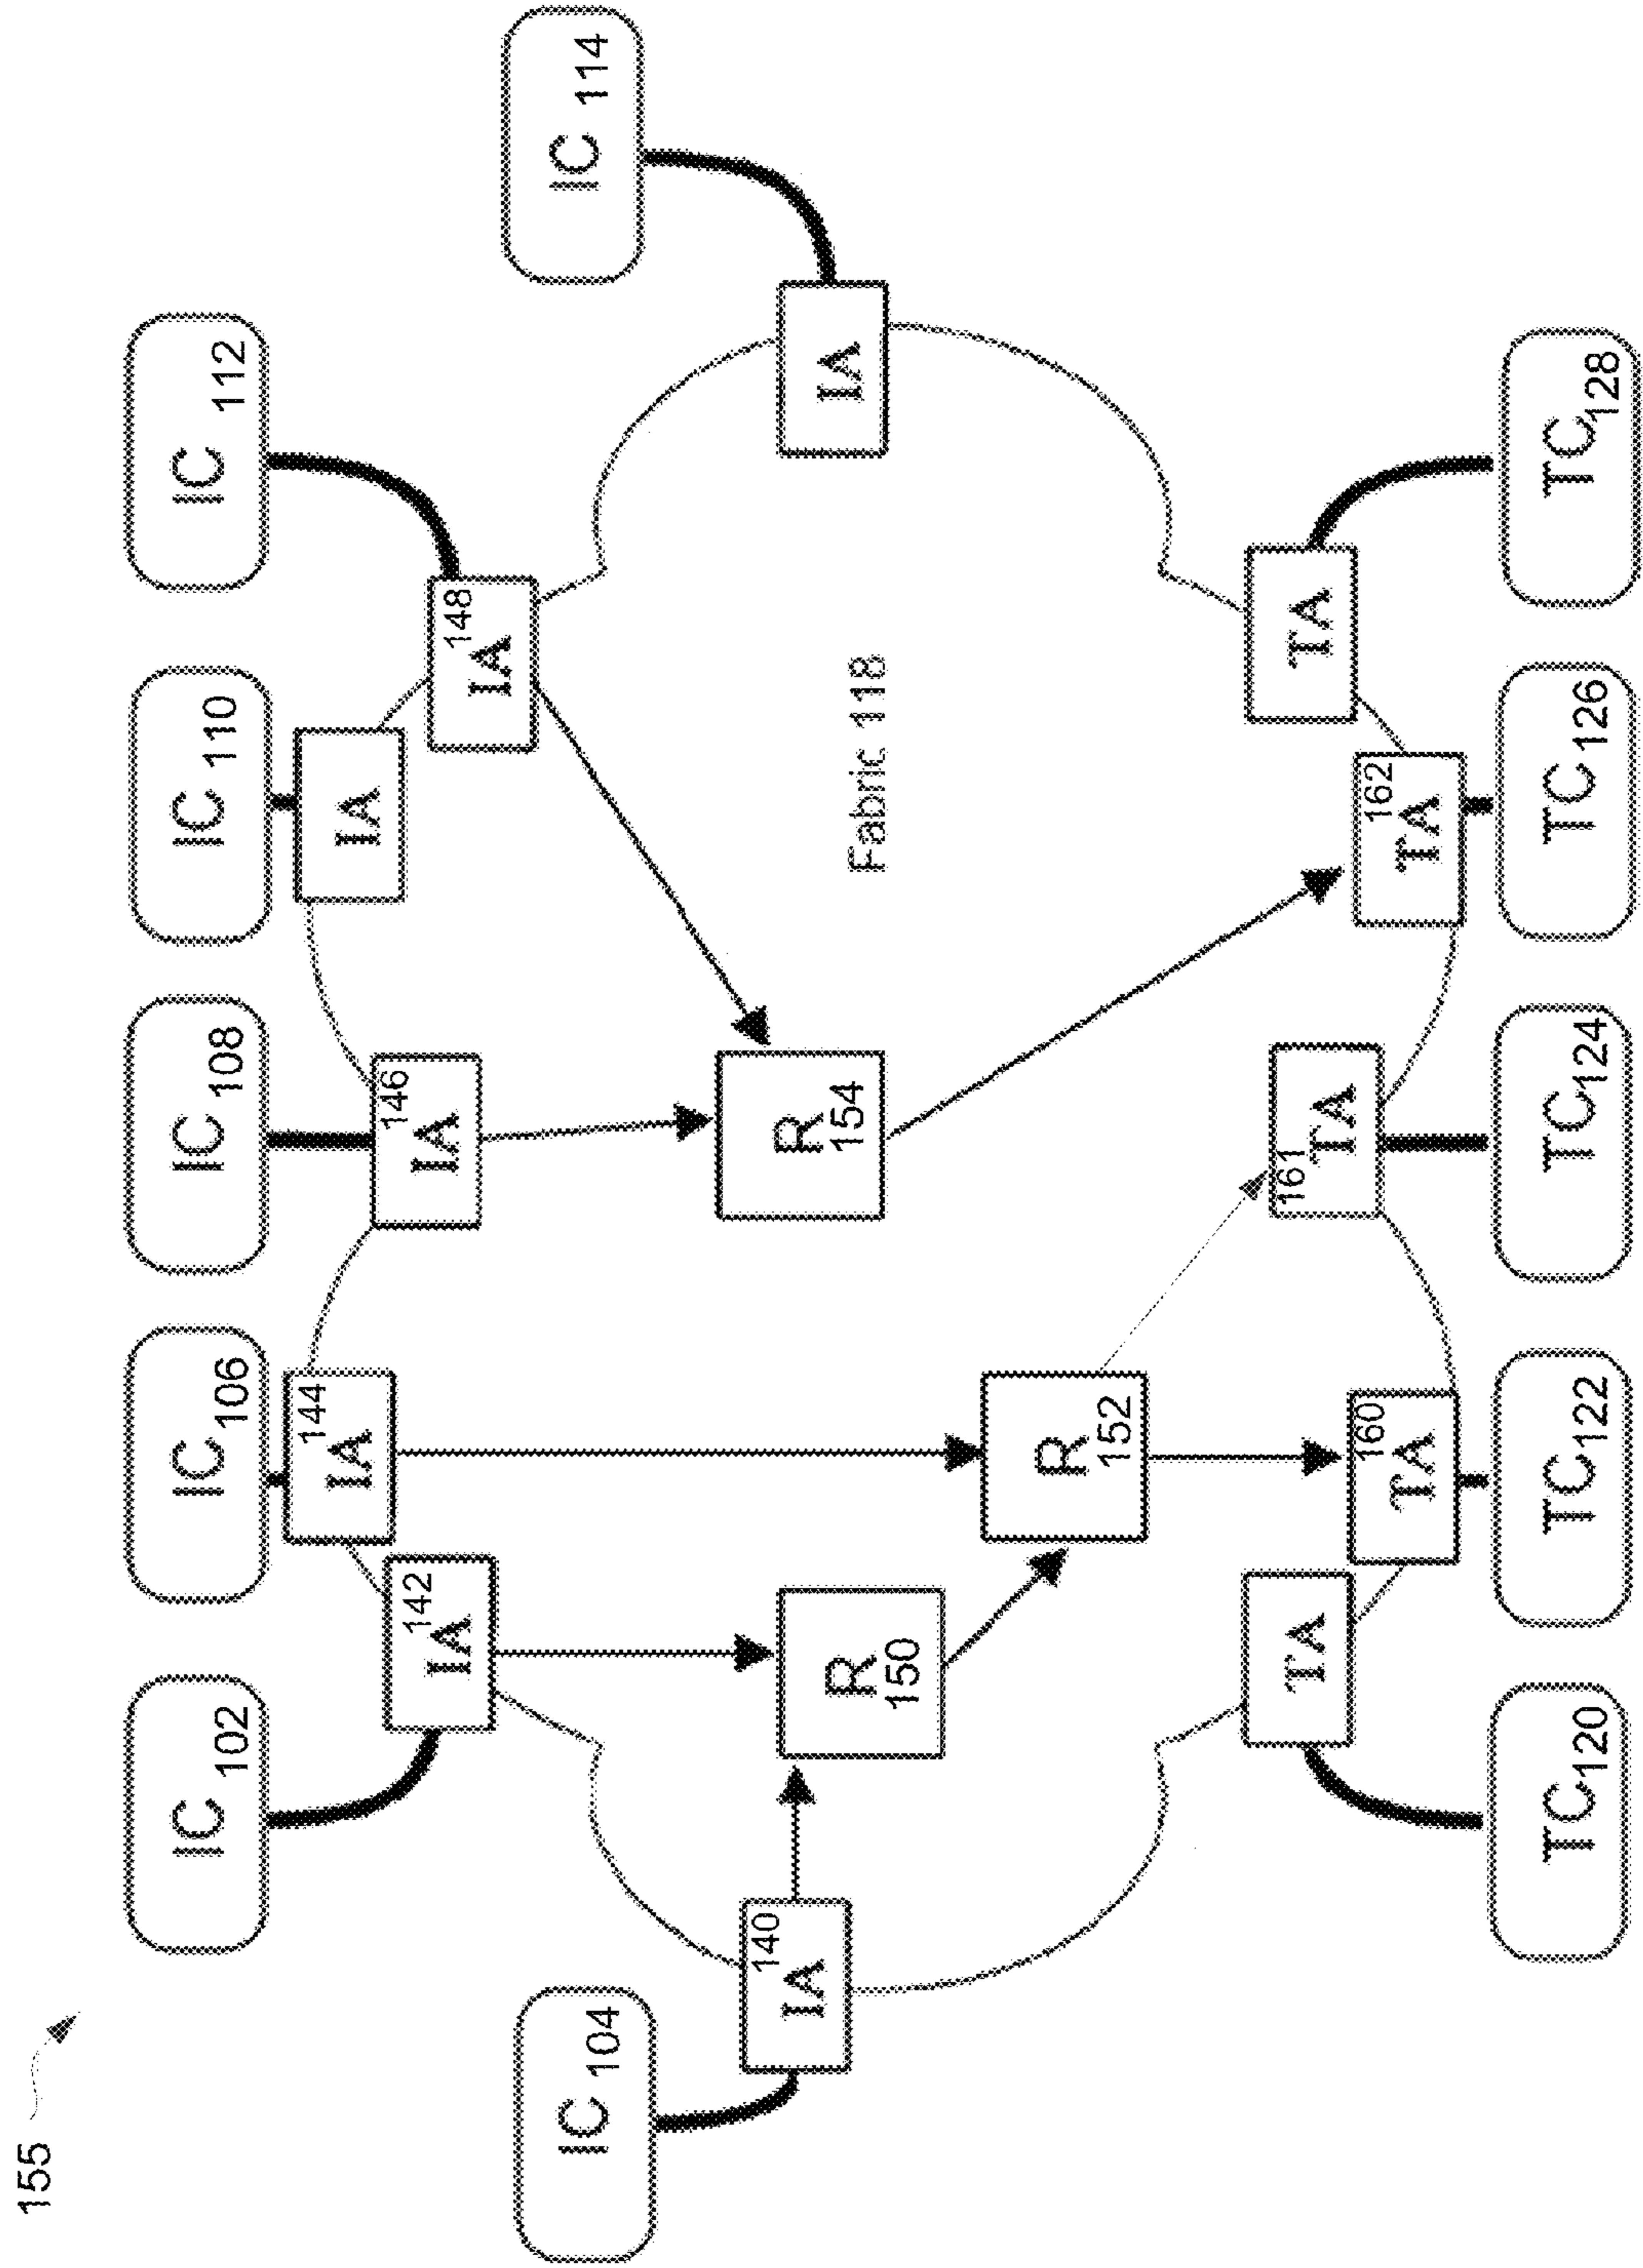 155
IC 102
IC 106
IC 108
IC 110
IC 112
IC 104
IC 114
IA 142
IA 144
IA 146
IA
IA 148
IA 140
IA
R 150
R 152
R 154
Fabric 118
TA
TA 160
161 TA
TA 162
TA
TC 120
TC 122
TC 124
TC 126
TC 128